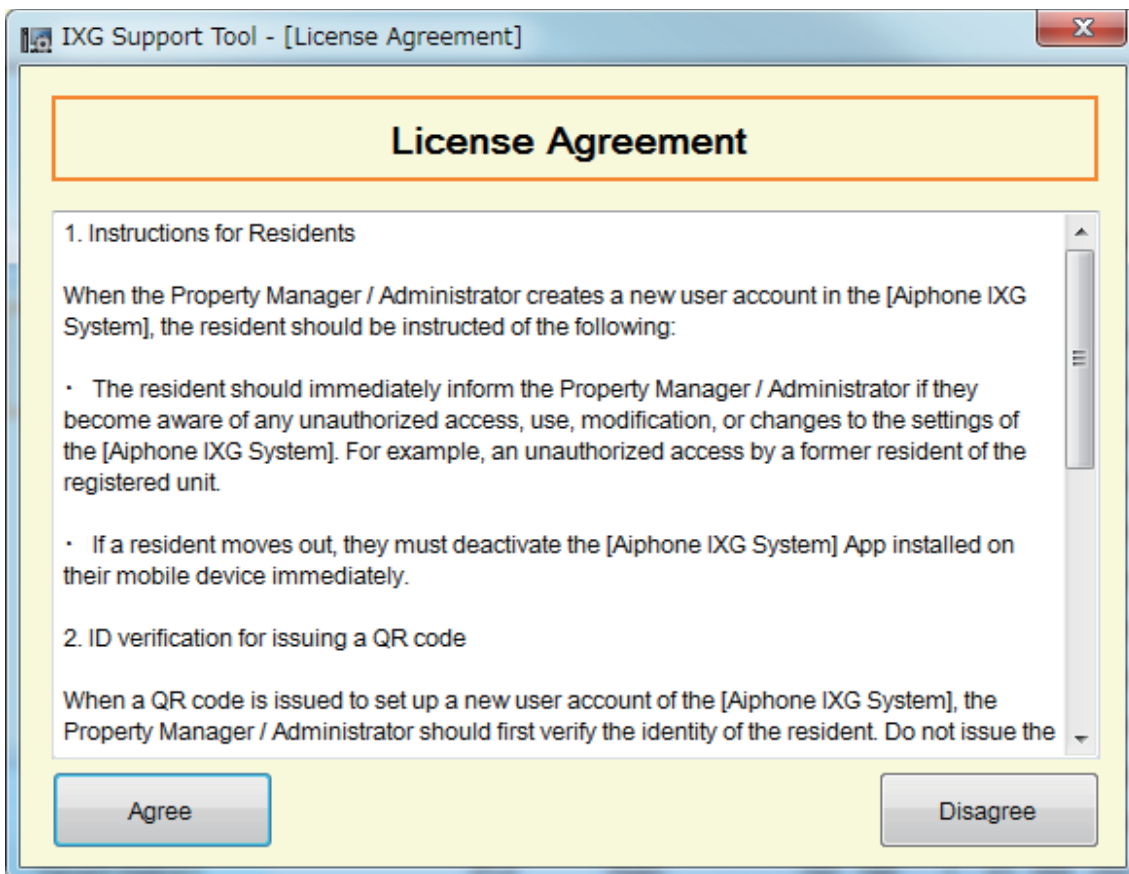 IXG Support Tool - [License Agreement]
License Agreement
1. Instructions for Residents
When the Property Manager / Administrator creates a new user account in the [Aiphone IXG
System], the resident should be instructed of the following:
・ The resident should immediately inform the Property Manager / Administrator if they
become aware of any unauthorized access, use, modification, or changes to the settings of
the [Aiphone IXG System]. For example, an unauthorized access by a former resident of the
registered unit.
・ If a resident moves out, they must deactivate the [Aiphone IXG System] App installed on
their mobile device immediately.
2. ID verification for issuing a QR code
When a QR code is issued to set up a new user account of the [Aiphone IXG System], the
Property Manager / Administrator should first verify the identity of the resident. Do not issue the
Agree
Disagree